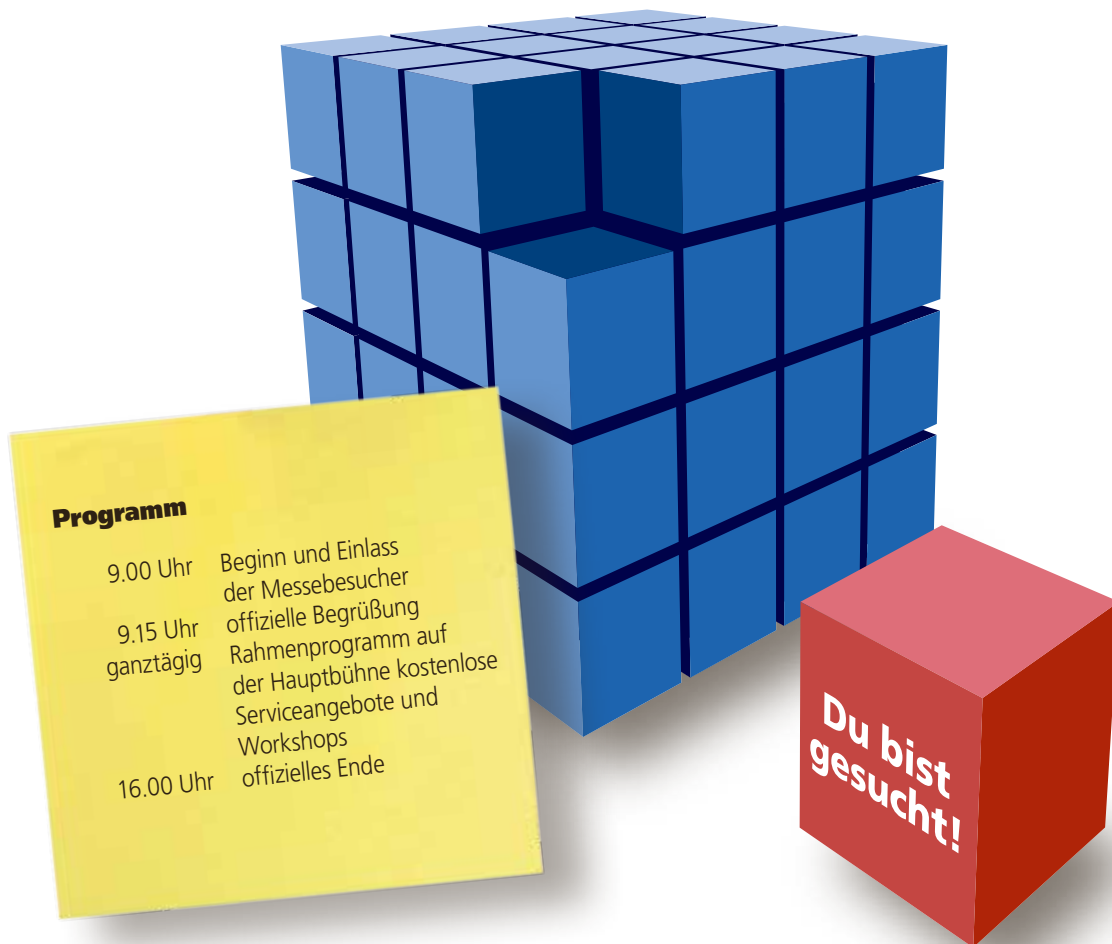 Programm
9.00 Uhr Beginn und Einlass
der Messebesucher
9.15 Uhr offizielle Begrüßung
ganztägig Rahmenprogramm auf
der Hauptbühne kostenlose
Serviceangebote und
Workshops
16.00 Uhr offizielles Ende
Du bist
gesucht!